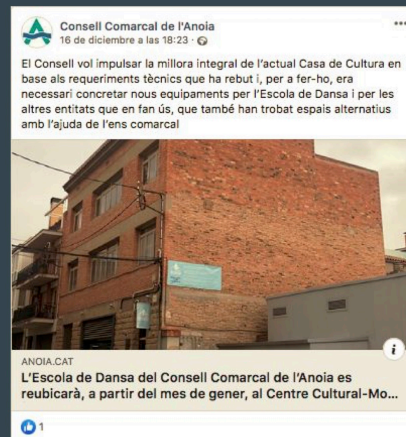 Consell Comarcal de l'Anoia
16 de diciembre a las 18:23 ·
El Consell vol impulsar la millora integral de l'actual Casa de Cultura en
base als requeriments tècnics que ha rebut i, per a fer-ho, era
necessari concretar nous equipaments per l'Escola de Dansa i per les
altres entitats que en fan ús, que també han trobat espais alternatius
amb l'ajuda de l'ens comarcal
ANOIA.CAT
L'Escola de Dansa del Consell Comarcal de l'Anoia es
reubicarà, a partir del mes de gener, al Centre Cultural-Mo...
1